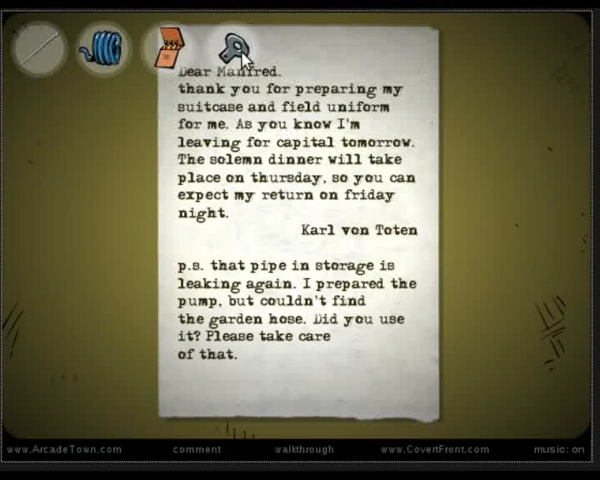 Dear Manfred.
thank you for preparing my
suitcase and field uniform
for me. As you know I'm
leaving for capital tomorrow.
The solemn dinner will take
place on thursday, so you can
expect my return on friday
night.
Karl von Toten
p.s. that pipe in storage is
leaking again. I prepared the
pump, but couldn't find
the garden hose. Did you use
it? Please take care
of that.
www.ArcadeTown.com comment walkthrough www.CovertFront.com music: on